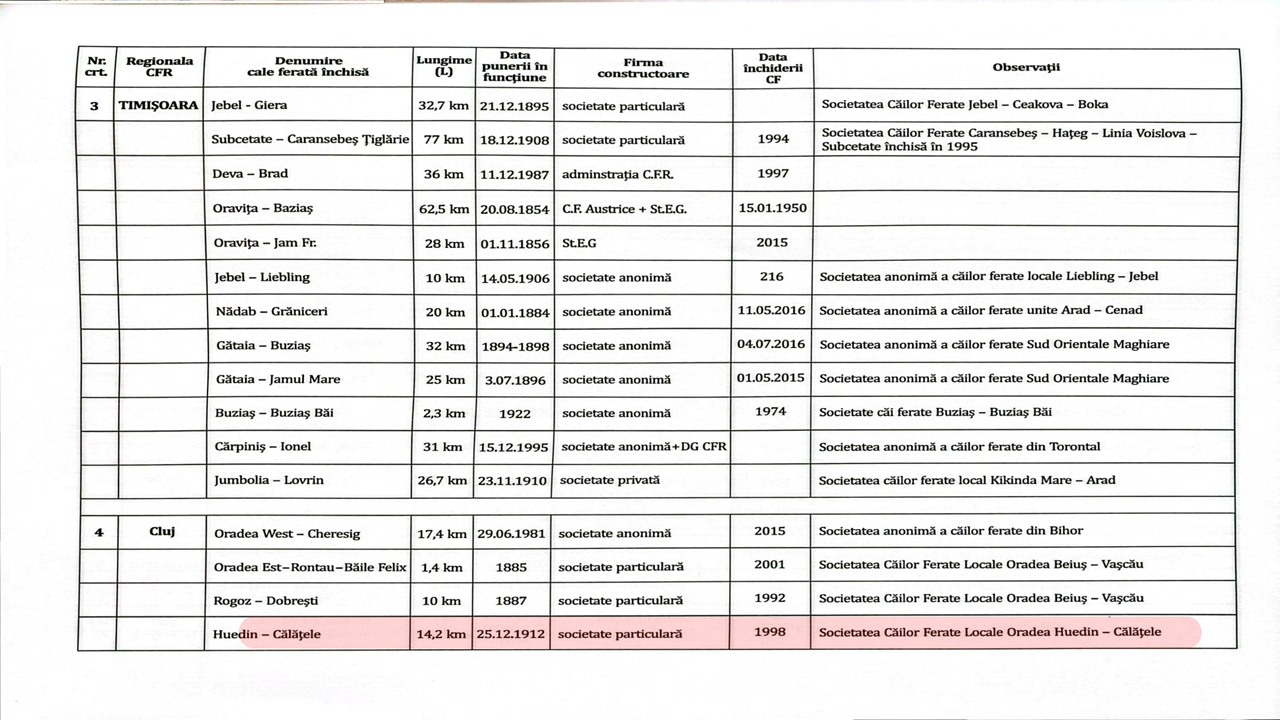 Nr. crt. Regionala CFR Denumire cale ferată închisă Lungime (L) Data punerii în funcţiune Firma constructoare Data închiderii CF Observaţii
3 TIMIŞOARA Jebel - Giera 32,7 km 21.12.1895 societate particulară Societatea Căilor Ferate Jebel – Ceakova – Boka
Subcetate – Caransebeş Ţiglărie 77 km 18.12.1908 societate particulară 1994 Societatea Căilor Ferate Caransebeş – Haţeg – Linia Voislova –
Subcetate închisă în 1995
Deva – Brad 36 km 11.12.1987 adminstraţia C.F.R. 1997
Oraviţa – Baziaş 62,5 km 20.08.1854 C.F. Austrice + St.E.G. 15.01.1950
Oraviţa – Jam Fr. 28 km 01.11.1856 St.E.G 2015
Jebel – Liebling 10 km 14.05.1906 societate anonimă 216 Societatea anonimă a căilor ferate locale Liebling – Jebel
Nădab – Grăniceri 20 km 01.01.1884 societate anonimă 11.05.2016 Societatea anonimă a căilor ferate unite Arad – Cenad
Gătaia – Buziaş 32 km 1894-1898 societate anonimă 04.07.2016 Societatea anonimă a căilor ferate Sud Orientale Maghiare
Gătaia – Jamul Mare 25 km 3.07.1896 societate anonimă 01.05.2015 Societatea anonimă a căilor ferate Sud Orientale Maghiare
Buziaş – Buziaş Băi 2,3 km 1922 societate anonimă 1974 Societate căi ferate Buziaş – Buziaş Băi
Cărpiniş – Ionel 31 km 15.12.1995 societate anonimă+DG CFR Societatea anonimă a căilor ferate din Torontal
Jumbolia – Lovrin 26,7 km 23.11.1910 societate privată Societatea căilor ferate local Kikinda Mare – Arad
4 Cluj Oradea West – Cheresig 17,4 km 29.06.1981 societate anonimă 2015 Societatea anonimă a căilor ferate din Bihor
Oradea Est–Rontau–Băile Felix 1,4 km 1885 societate particulară 2001 Societatea Căilor Ferate Locale Oradea Beiuş – Vaşcău
Rogoz – Dobreşti 10 km 1887 societate particulară 1992 Societatea Căilor Ferate Locale Oradea Beiuş – Vaşcău
Huedin – Călăţele 14,2 km 25.12.1912 societate particulară 1998 Societatea Căilor Ferate Locale Oradea Huedin – Călăţele